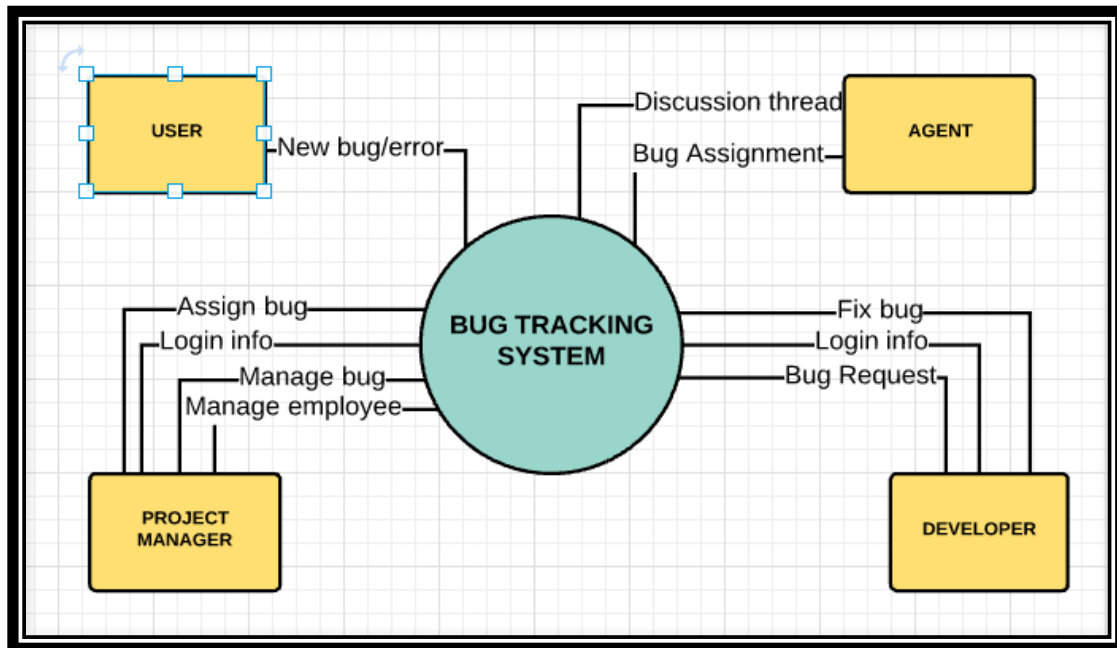 USER
New bug/error
Discussion thread
Bug Assignment
AGENT
Assign bug
Login info
Manage bug
Manage employee
BUG TRACKING
SYSTEM
Fix bug
Login info
Bug Request
PROJECT
MANAGER
DEVELOPER